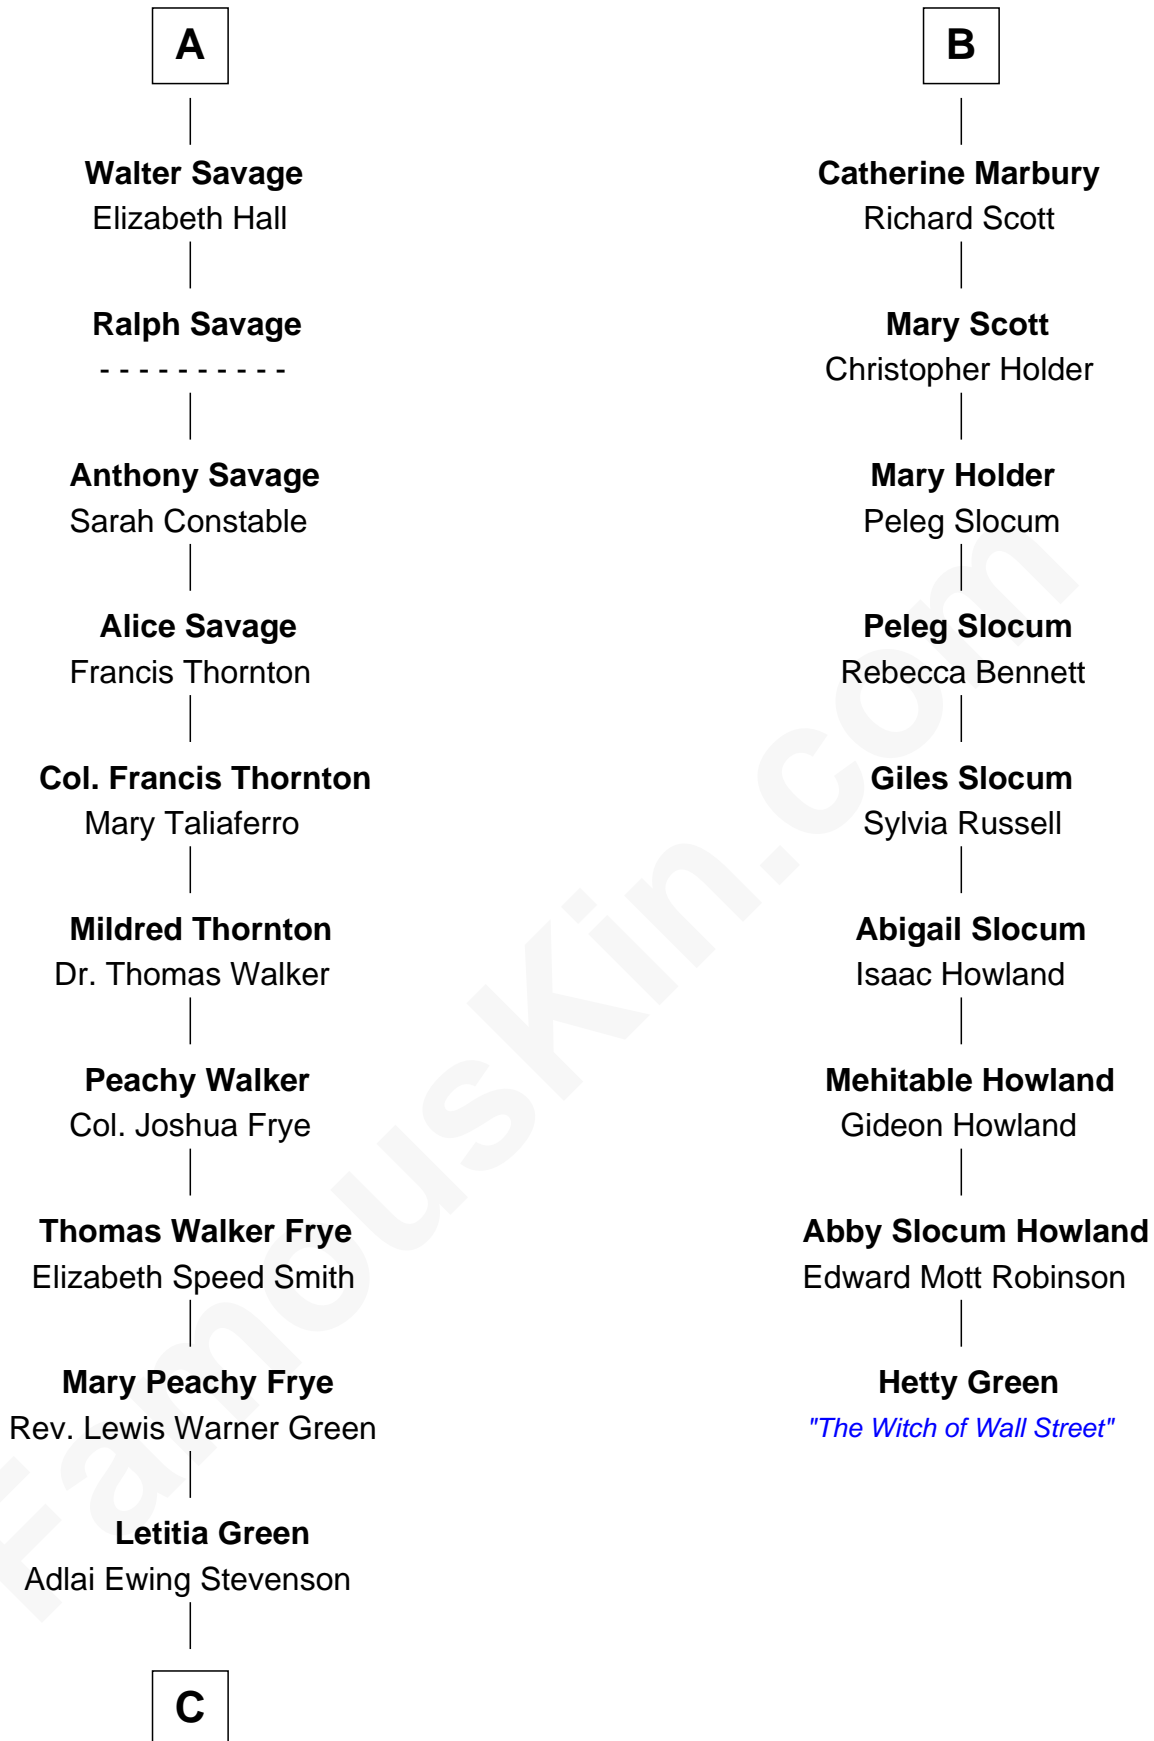 A
Walter Savage
Elizabeth Hall
Ralph Savage
- - - - - - - - - -
Anthony Savage
Sarah Constable
Alice Savage
Francis Thornton
Col. Francis Thornton
Mary Taliaferro
Mildred Thornton
Dr. Thomas Walker
Peachy Walker
Col. Joshua Frye
Thomas Walker Frye
Elizabeth Speed Smith
Mary Peachy Frye
Rev. Lewis Warner Green
Letitia Green
Adlai Ewing Stevenson
C
B
Catherine Marbury
Richard Scott
Mary Scott
Christopher Holder
Mary Holder
Peleg Slocum
Peleg Slocum
Rebecca Bennett
Giles Slocum
Sylvia Russell
Abigail Slocum
Isaac Howland
Mehitable Howland
Gideon Howland
Abby Slocum Howland
Edward Mott Robinson
Hetty Green
"The Witch of Wall Street"
FamousKin.com